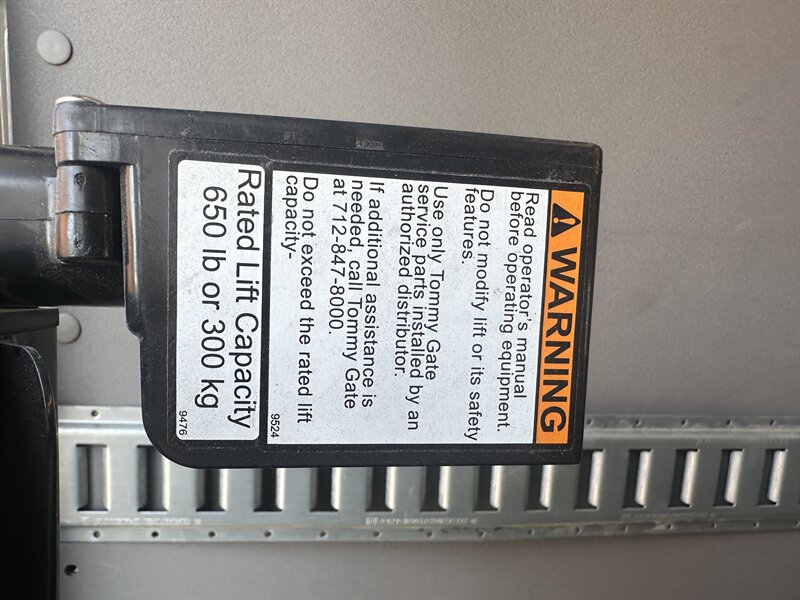 WARNING
Read operator's manual
before operating equipment.
Do not modify lift or its safety
features.
Use only Tommy Gate
service parts installed by an
authorized distributor.
If additional assistance is
needed, call Tommy Gate
at 712-847-8000.
Do not exceed the rated lift
capacity-
9524
Rated Lift Capacity
650 lb or 300 kg
9476